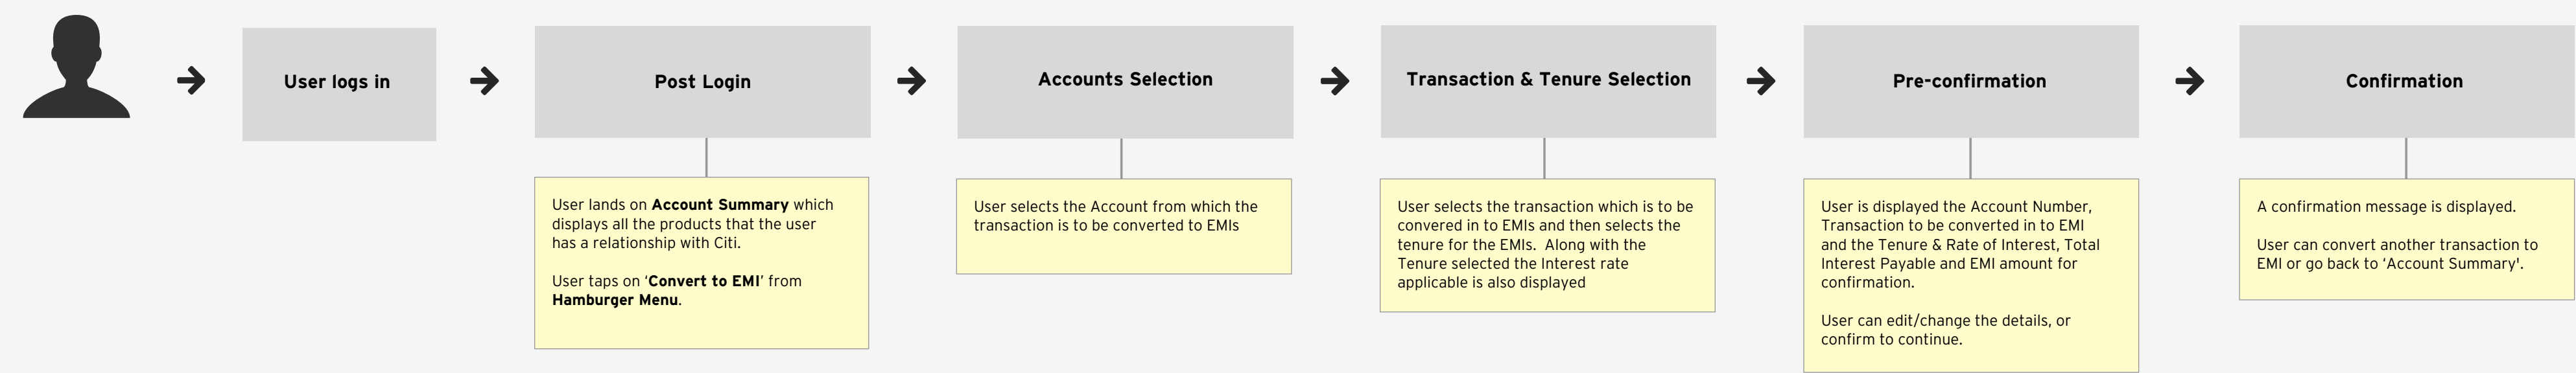 User logs in
Post Login
Accounts Selection
Transaction & Tenure Selection
Pre-confirmation
Confirmation
User lands on Account Summary which
displays all the products that the user
has a relationship with Citi.
User taps on ‘Convert to EMI’ from
Hamburger Menu.
User selects the Account from which the
transaction is to be converted to EMIs
User selects the transaction which is to be
convered in to EMIs and then selects the
tenure for the EMIs.  Along with the
Tenure selected the Interest rate
applicable is also displayed
User is displayed the Account Number,
Transaction to be converted in to EMI
and the Tenure & Rate of Interest, Total
Interest Payable and EMI amount for
confirmation.
User can edit/change the details, or
confirm to continue.
A confirmation message is displayed.
User can convert another transaction to
EMI or go back to ‘Account Summary'.